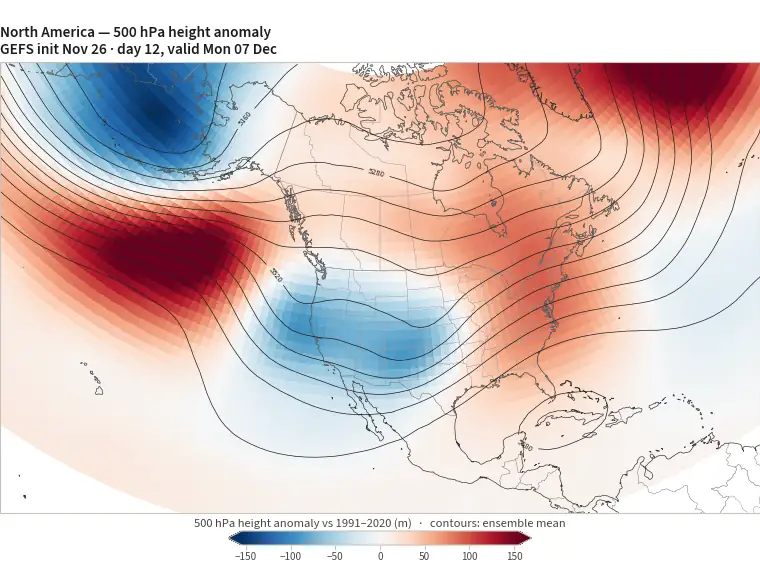 North America — 500 hPa height anomaly
GEFS init Nov 26 · day 12, valid Mon 07 Dec
5160
5280
5520
500 hPa height anomaly vs 1991–2020 (m) · contours: ensemble mean
−150 −100 −50 0 50 100 150